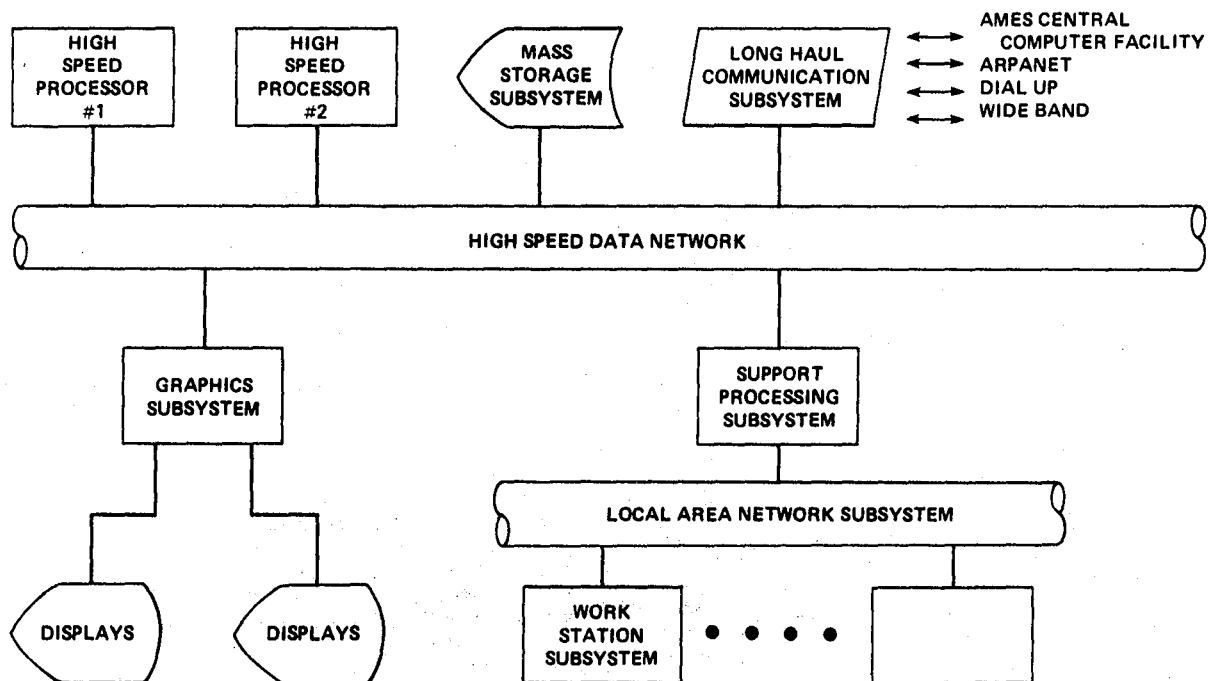 HIGH
SPEED
PROCESSOR
#1
HIGH
SPEED
PROCESSOR
#2
MASS
STORAGE
SUBSYSTEM
LONG HAUL
COMMUNICATION
SUBSYSTEM
AMES CENTRAL
COMPUTER FACILITY
ARPANET
DIAL UP
WIDE BAND
HIGH SPEED DATA NETWORK
GRAPHICS
SUBSYSTEM
SUPPORT
PROCESSING
SUBSYSTEM
LOCAL AREA NETWORK SUBSYSTEM
DISPLAYS
DISPLAYS
WORK
STATION
SUBSYSTEM